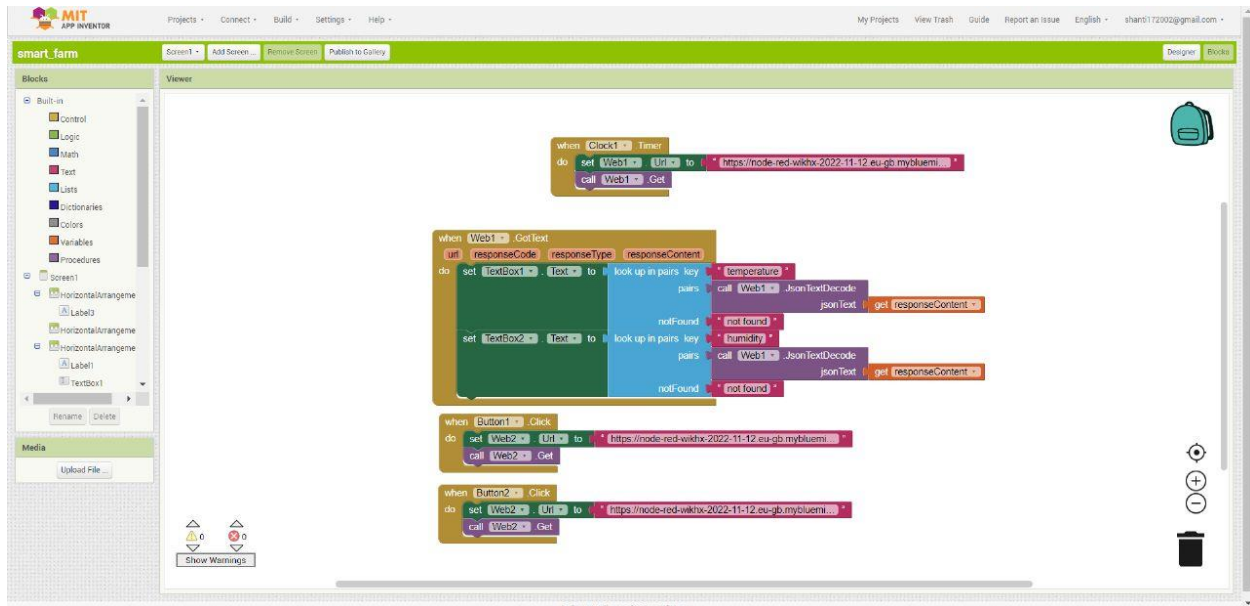 MIT
APP INVENTOR
Projects Connect Build Settings Help
My Projects View Trash Guide Report an Issue English shanti172002@gmail.com
smart_farm
Screen1 Add Screen ... Remove Screen Publish to Gallery
Designer Blocks
Blocks
Viewer
Built-in
Control
Logic
Math
Text
Lists
Dictionaries
Colors
Variables
Procedures
Screen1
HorizontalArrangeme
Label3
HorizontalArrangeme
HorizontalArrangeme
Label1
TextBox1
Rename Delete
Media
Upload File ...
when Clock1 .Timer
do set Web1 . Url to " https://node-red-wikhx-2022-11-12.eu-gb.mybluemi... "
call Web1 .Get
when Web1 .GotText
url responseCode responseType responseContent
do set TextBox1 . Text to look up in pairs key " temperature "
pairs call Web1 .JsonTextDecode
jsonText get responseContent
notFound " not found "
set TextBox2 . Text to look up in pairs key " humidity "
pairs call Web1 .JsonTextDecode
jsonText get responseContent
notFound " not found "
when Button1 .Click
do set Web2 . Url to " https://node-red-wikhx-2022-11-12.eu-gb.mybluemi... "
call Web2 .Get
when Button2 .Click
do set Web2 . Url to " https://node-red-wikhx-2022-11-12.eu-gb.mybluemi... "
call Web2 .Get
0 0
Show Warnings